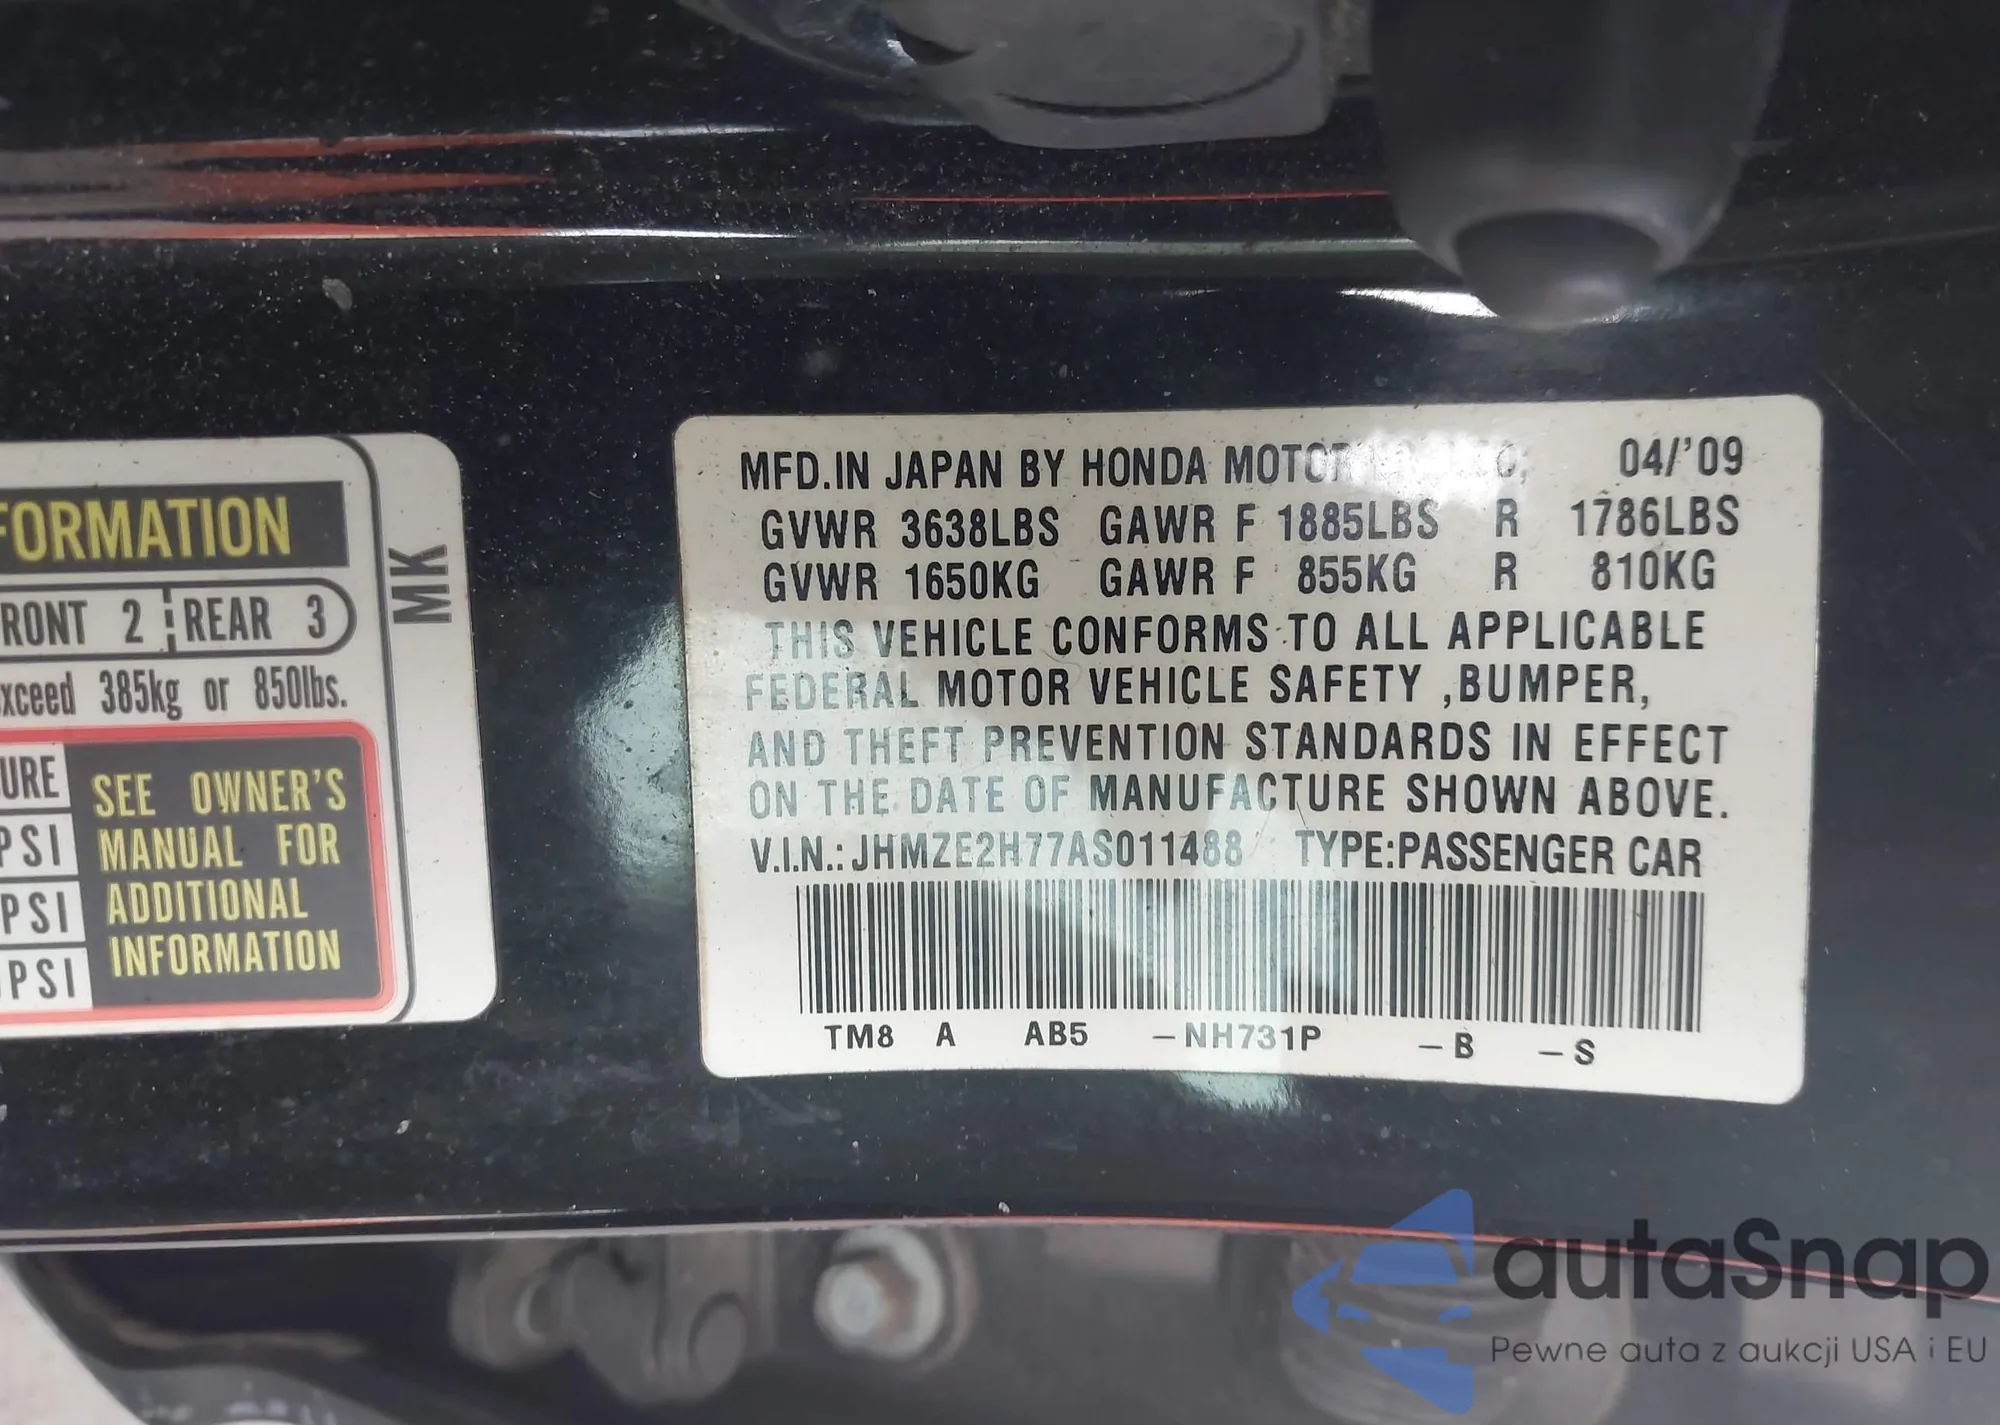 FORMATION
RONT 2 REAR 3
xceed 385kg or 850lbs.
URE
PSI
PSI
PSI
SEE OWNER'S
MANUAL FOR
ADDITIONAL
INFORMATION
MK
MFD.IN JAPAN BY HONDA MOTOR 04/'09
GVWR 3638LBS GAWR F 1885LBS R 1786LBS
GVWR 1650KG GAWR F 855KG R 810KG
THIS VEHICLE CONFORMS TO ALL APPLICABLE
FEDERAL MOTOR VEHICLE SAFETY ,BUMPER,
AND THEFT PREVENTION STANDARDS IN EFFECT
ON THE DATE OF MANUFACTURE SHOWN ABOVE.
V.I.N.: JHMZE2H77AS011488 TYPE:PASSENGER CAR
TM8 A AB5 -NH731P -B -S
autaSnap
Pewne auta z aukcji USA i EU